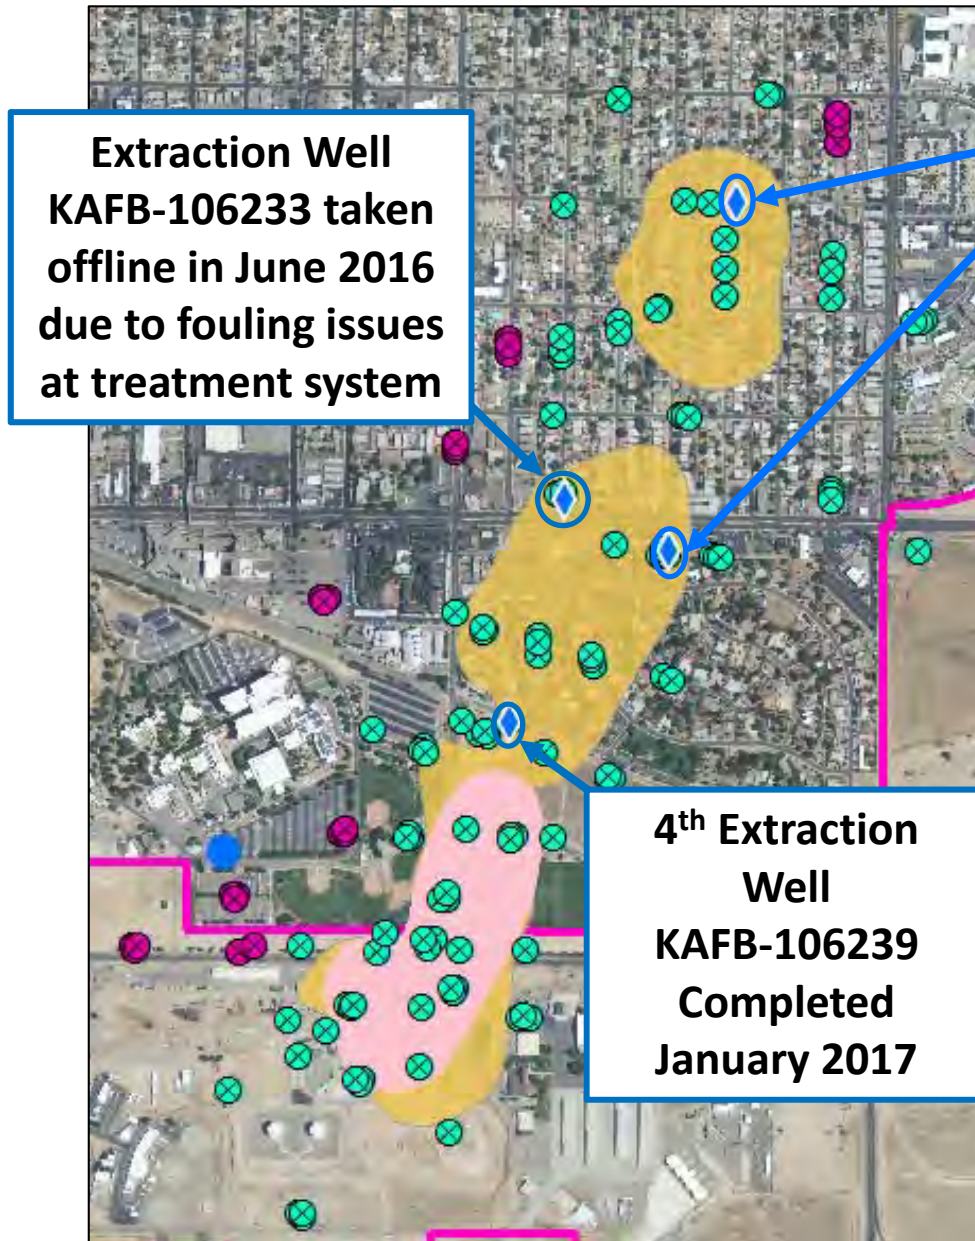 Extraction Well
KAFB-106233 taken
offline in June 2016
due to fouling issues
at treatment system
4th Extraction
Well
KAFB-106239
Completed
January 2017